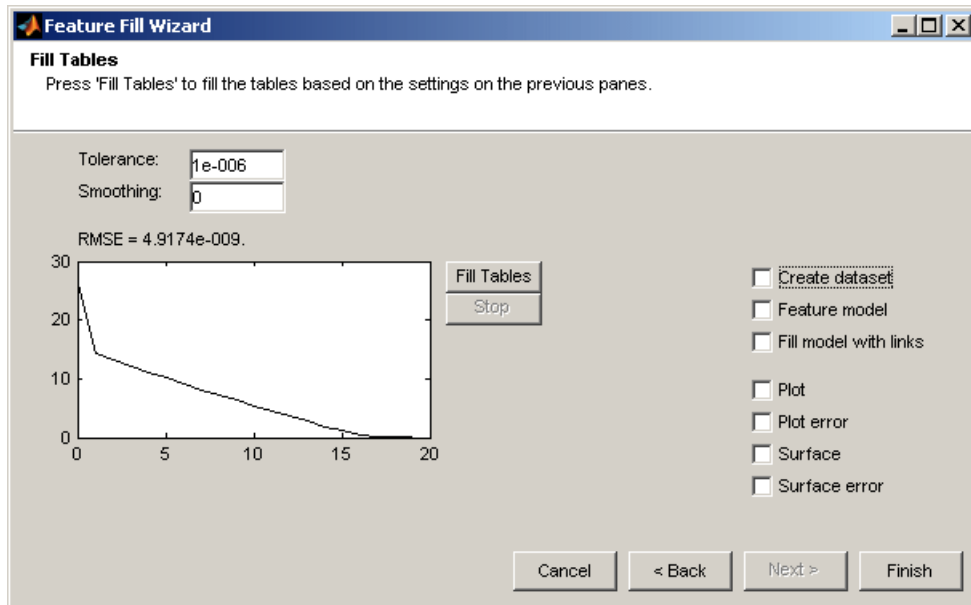 Feature Fill Wizard
Fill Tables
Press 'Fill Tables' to fill the tables based on the settings on the previous panes.
Tolerance: 1e-006
Smoothing: 0
RMSE = 4.9174e-009.
30
20
10
0
0 5 10 15 20
Fill Tables
Stop
Create dataset
Feature model
Fill model with links
Plot
Plot error
Surface
Surface error
Cancel < Back Next > Finish